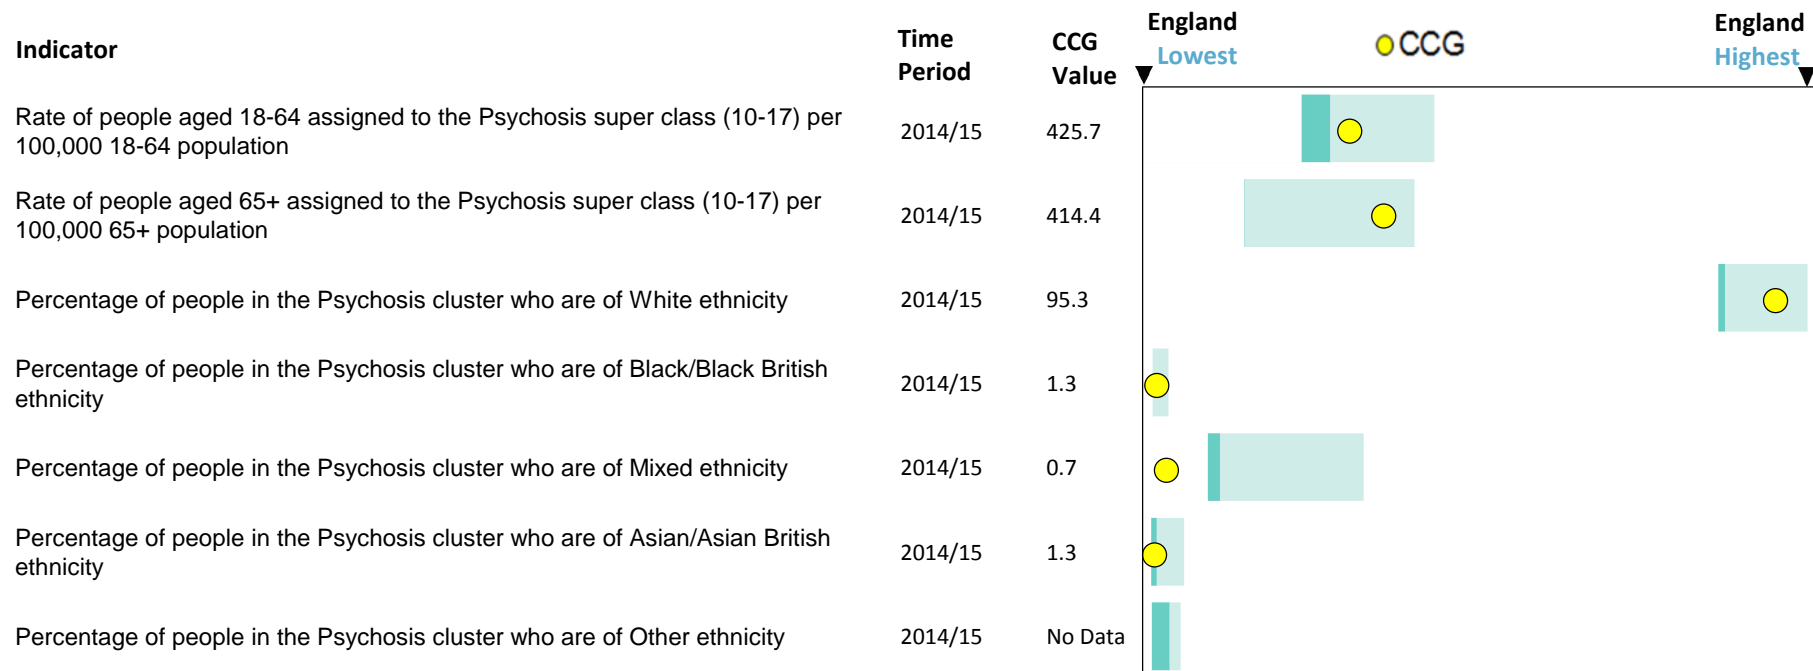 Indicator
Time
Period
CCG
Value
England
Lowest
CCG
England
Highest
Rate of people aged 18-64 assigned to the Psychosis super class (10-17) per
100,000 18-64 population
2014/15
425.7
Rate of people aged 65+ assigned to the Psychosis super class (10-17) per
100,000 65+ population
2014/15
414.4
Percentage of people in the Psychosis cluster who are of White ethnicity
2014/15
95.3
Percentage of people in the Psychosis cluster who are of Black/Black British
ethnicity
2014/15
1.3
Percentage of people in the Psychosis cluster who are of Mixed ethnicity
2014/15
0.7
Percentage of people in the Psychosis cluster who are of Asian/Asian British
ethnicity
2014/15
1.3
Percentage of people in the Psychosis cluster who are of Other ethnicity
2014/15
No Data